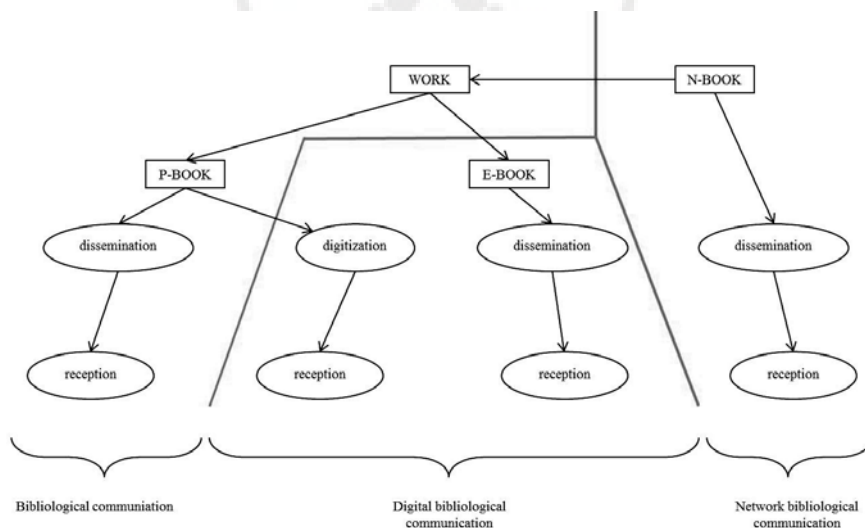 WORK
N-BOOK
P-BOOK
E-BOOK
dissemination
digitization
dissemination
dissemination
reception
reception
reception
reception
Bibliological communiation
Digital bibliological
communication
Network bibliological
communication